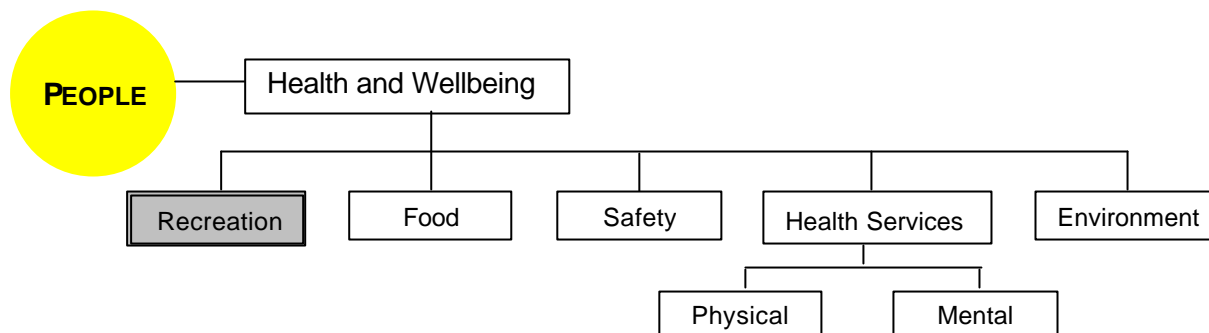 PEOPLE
Health and Wellbeing
Recreation
Food
Safety
Health Services
Environment
Physical
Mental